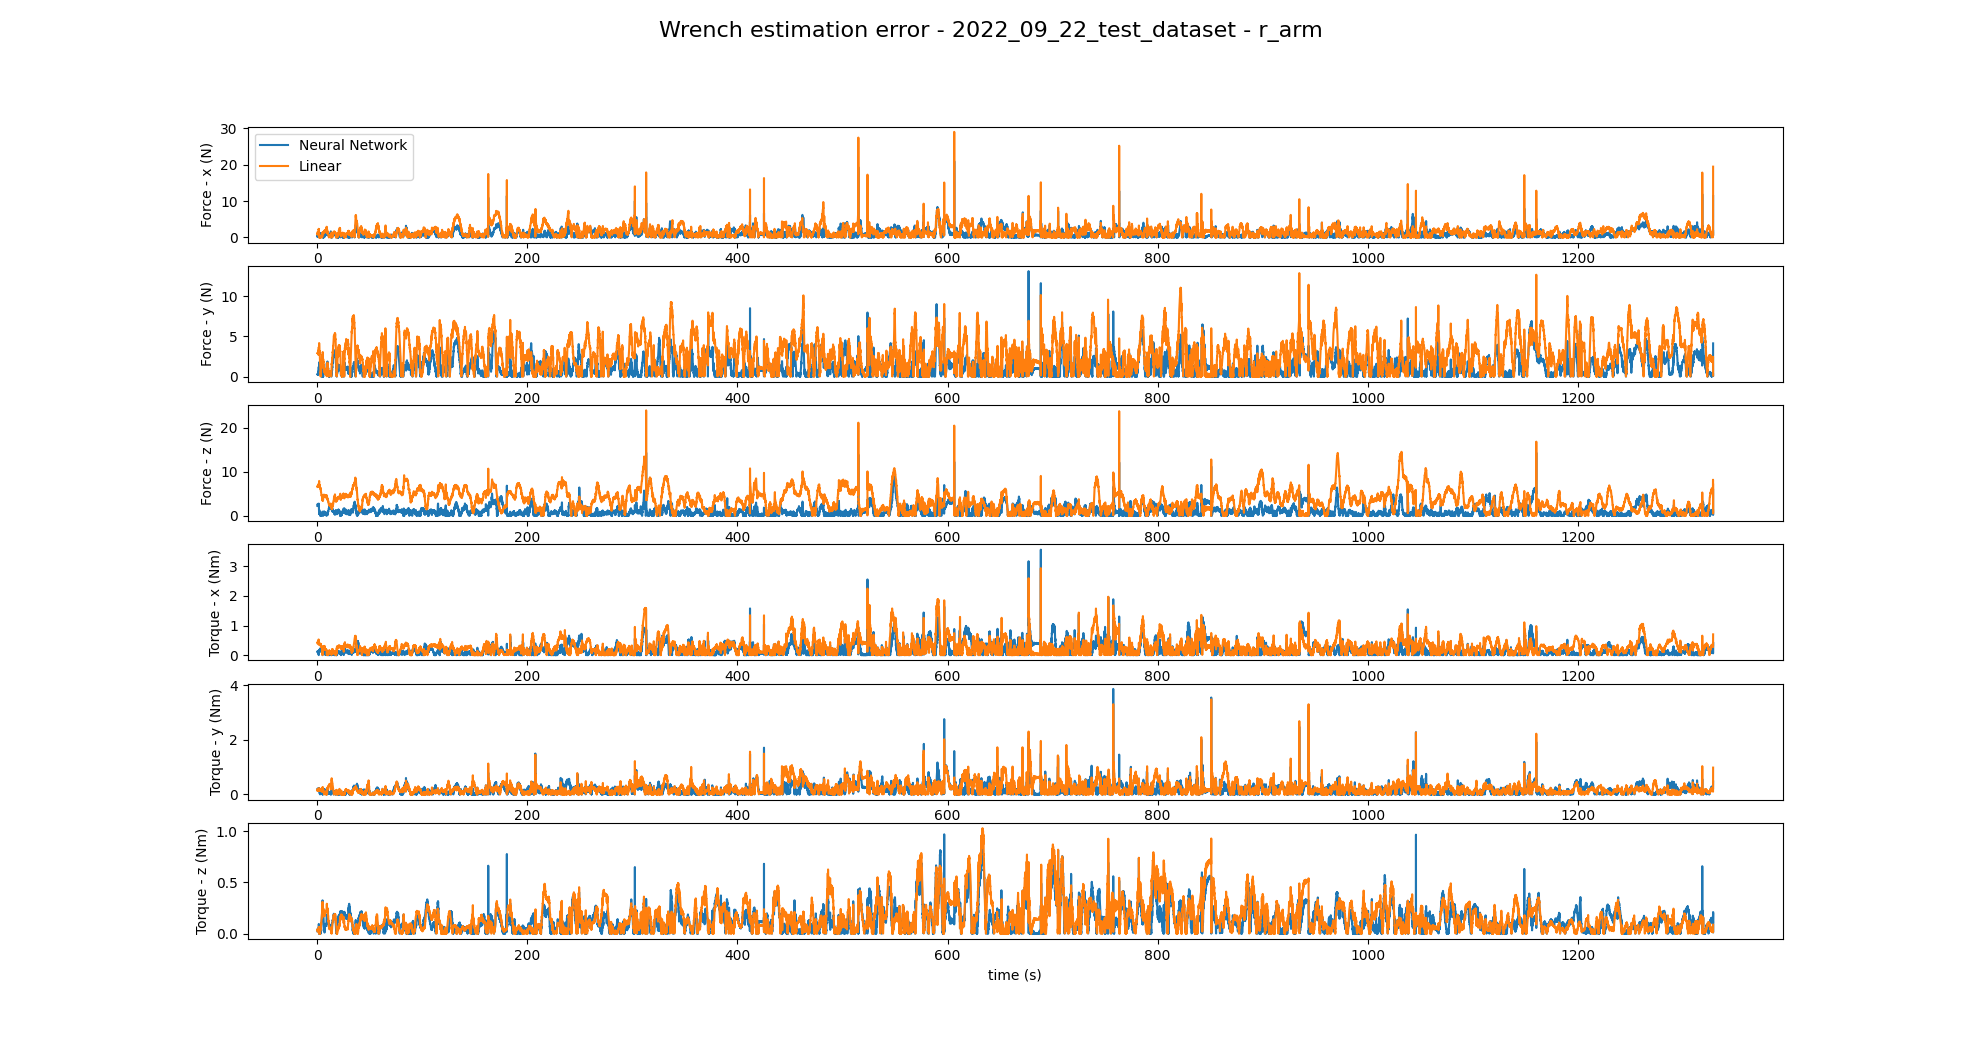 Wrench estimation error - 2022_09_22_test_dataset - r_arm
30
20
10
0
Force - x (N)
Neural Network
Linear
0 200 400 600 800 1000 1200
10
5
0
Force - y (N)
0 200 400 600 800 1000 1200
20
10
0
Force - z (N)
0 200 400 600 800 1000 1200
3
2
1
0
Torque - x (Nm)
0 200 400 600 800 1000 1200
4
2
0
Torque - y (Nm)
0 200 400 600 800 1000 1200
1.0
0.5
0.0
Torque - z (Nm)
0 200 400 600 800 1000 1200
time (s)